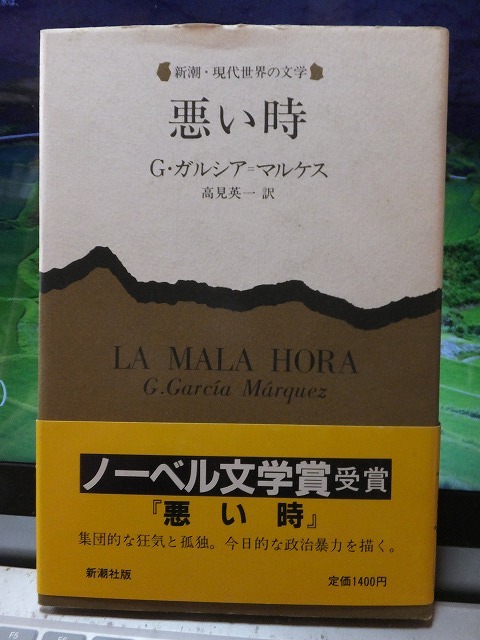 新潮・現代世界の文学
悪い時
G・ガルシア=マルケス
高見英一 訳
LA MALA HORA
G.García Márquez
ノーベル文学賞受賞
『悪い時』
集団的な狂気と孤独。今日的な政治暴力を描く。
新潮社版 定価1400円
F5 F6